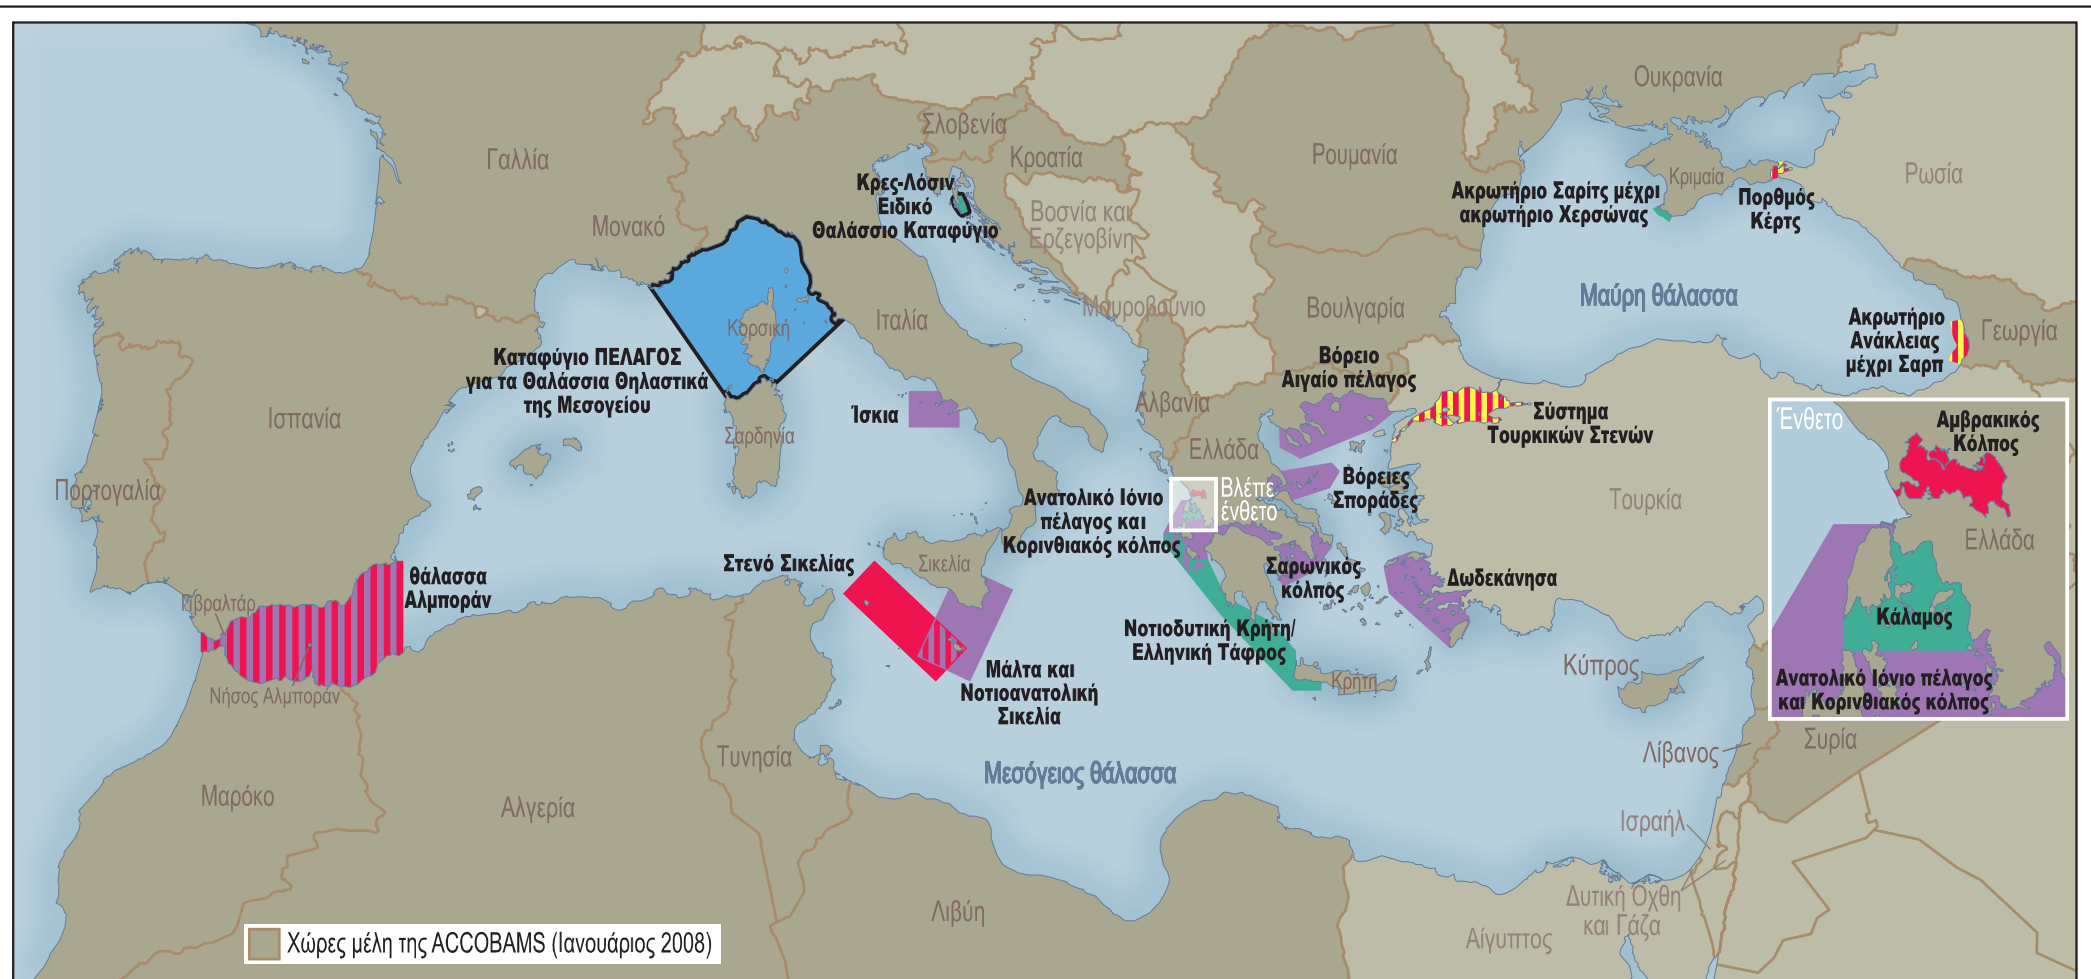 Ουκρανία
Σλοβενία
Γαλλία
Κροατία
Ρουμανία
Ρωσία
Κριμαία
Κρες-Λόσιν
Ειδικό
Θαλάσσιο Καταφύγιο
Ακρωτήριο Σαρίτς μέχρι
ακρωτήριο Χερσώνας
Πορθμός
Κέρτς
Μονακό
Βοσνία και
Ερζεγοβίνη
Μαύρη θάλασσα
Μαυροβούνιο
Βουλγαρία
Κορσική
Ιταλία
Ακρωτήριο
Ανάκλειας
μέχρι Σαρπ
Γεωργία
Καταφύγιο ΠΕΛΑΓΟΣ
για τα Θαλάσσια Θηλαστικά
της Μεσογείου
Βόρειο
Αιγαίο πέλαγος
Ισπανία
Ίσκια
Αλβανία
Σύστημα
Τουρκικών Στενών
Ένθετο
Αμβρακικός
Κόλπος
Σαρδηνία
Ελλάδα
Πορτογαλία
Βλέπε
ένθετο
Βόρειες
Σποράδες
Τουρκία
Ανατολικό Ιόνιο
πέλαγος και
Κορινθιακός κόλπος
Ελλάδα
Στενό Σικελίας
Σικελία
Σαρωνικός
κόλπος
Δωδεκάνησα
θάλασσα
Αλμποράν
Γιβραλτάρ
Κάλαμος
Νοτιοδυτική Κρήτη/
Ελληνική Τάφρος
Μάλτα και
Νοτιοανατολική
Σικελία
Κρήτη
Κύπρος
Ανατολικό Ιόνιο πέλαγος
και Κορινθιακός κόλπος
Νήσος Αλμποράν
Τυνησία
Λίβανος
Συρία
Μεσόγειος θάλασσα
Μαρόκο
Αλγερία
Ισραήλ
Δυτική Όχθη
και Γάζα
Λιβύη
Αίγυπτος
Χώρες μέλη της ACCOBAMS (Ιανουάριος 2008)